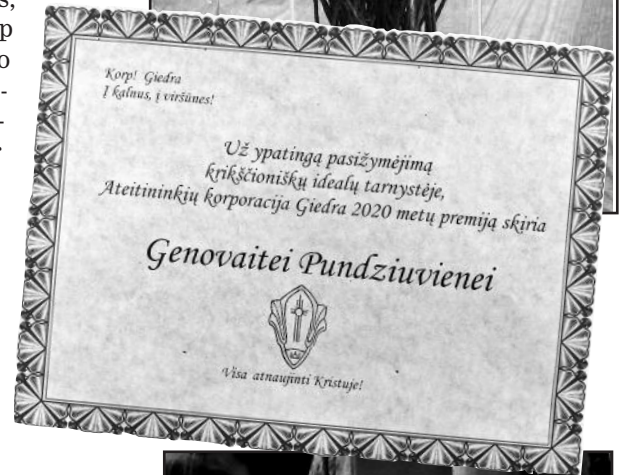 s,
p
o
-
-
Korp! Giedra
Į kalnus, į viršūnes!
Už ypatingą pasižymėjimą
krikščioniškų idealų tarnystėje,
Ateitininkių korporacija Giedra 2020 metų premiją skiria
Genovaitei Pundziuvienei
Visa atnaujinti Kristuje!